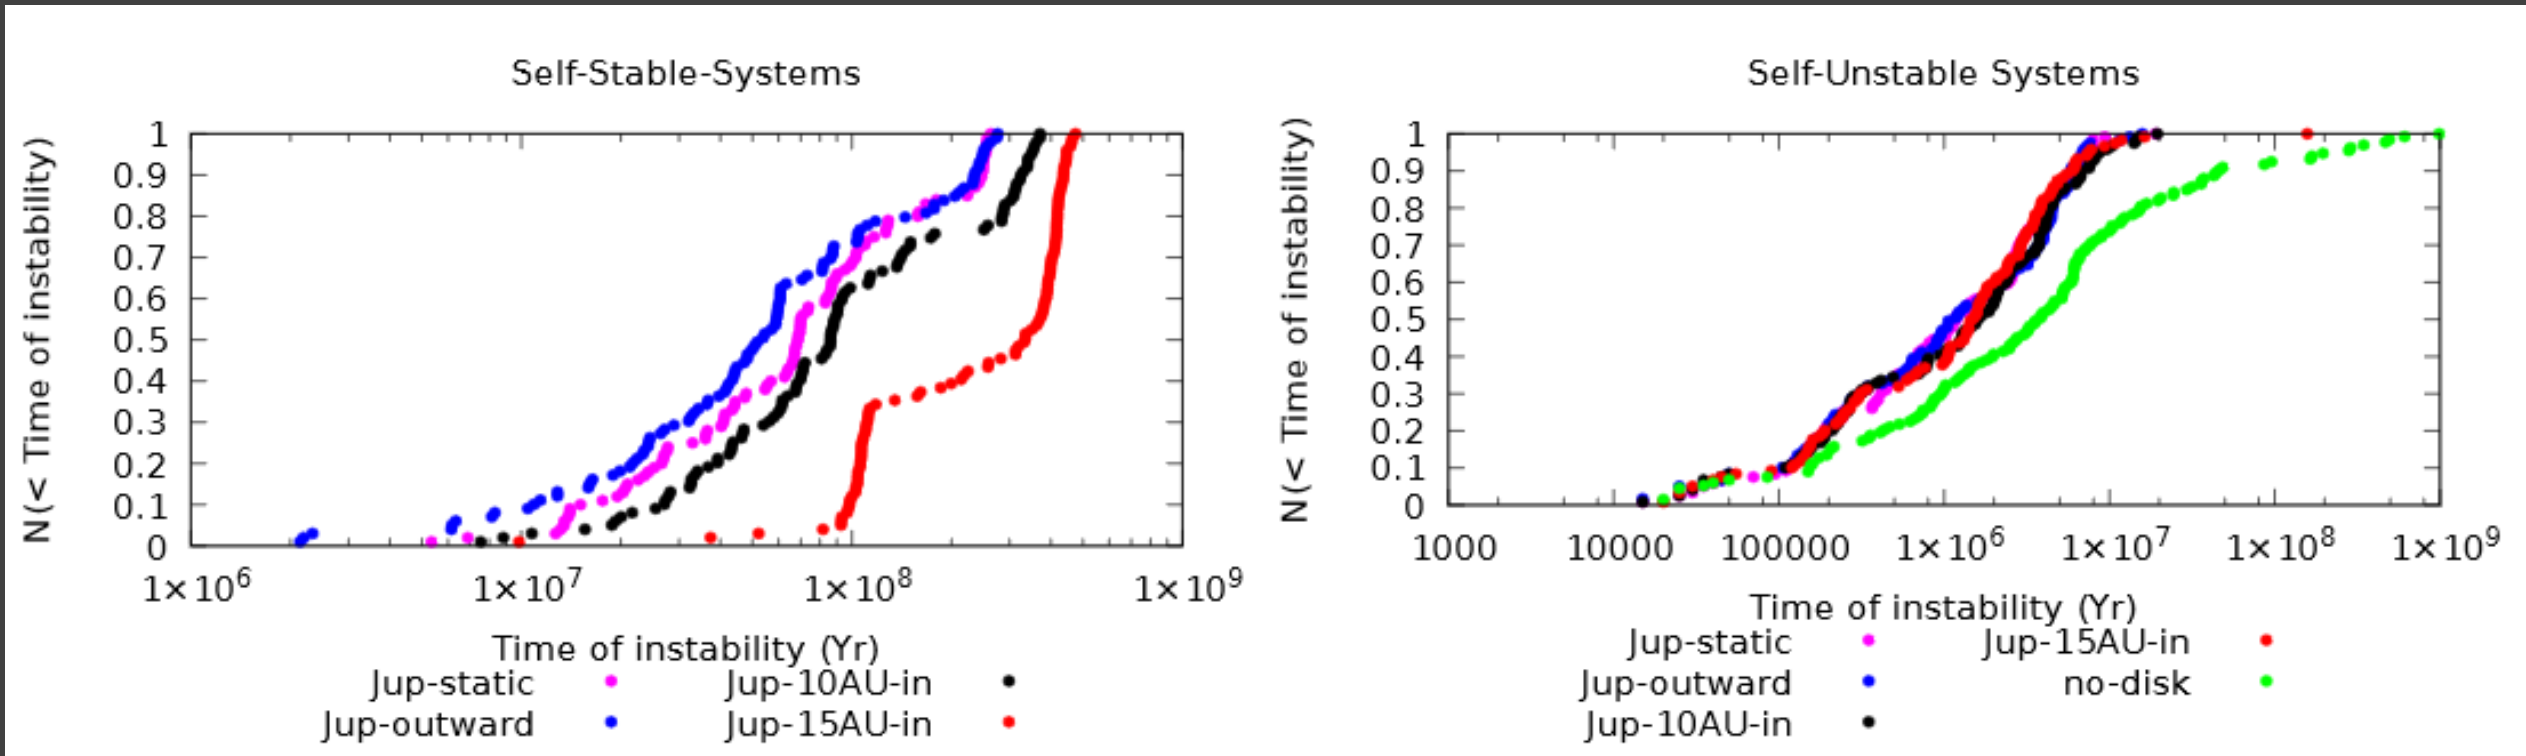 Self-Stable-Systems
N(< Time of instability)
1
0.9
0.8
0.7
0.6
0.5
0.4
0.3
0.2
0.1
0
1×10⁶ 1×10⁷ 1×10⁸ 1×10⁹
Time of instability (Yr)
Jup-static Jup-10AU-in
Jup-outward Jup-15AU-in
Self-Unstable Systems
N(< Time of instability)
1
0.9
0.8
0.7
0.6
0.5
0.4
0.3
0.2
0.1
0
1000 10000 100000 1×10⁶ 1×10⁷ 1×10⁸ 1×10⁹
Time of instability (Yr)
Jup-static Jup-15AU-in
Jup-outward no-disk
Jup-10AU-in